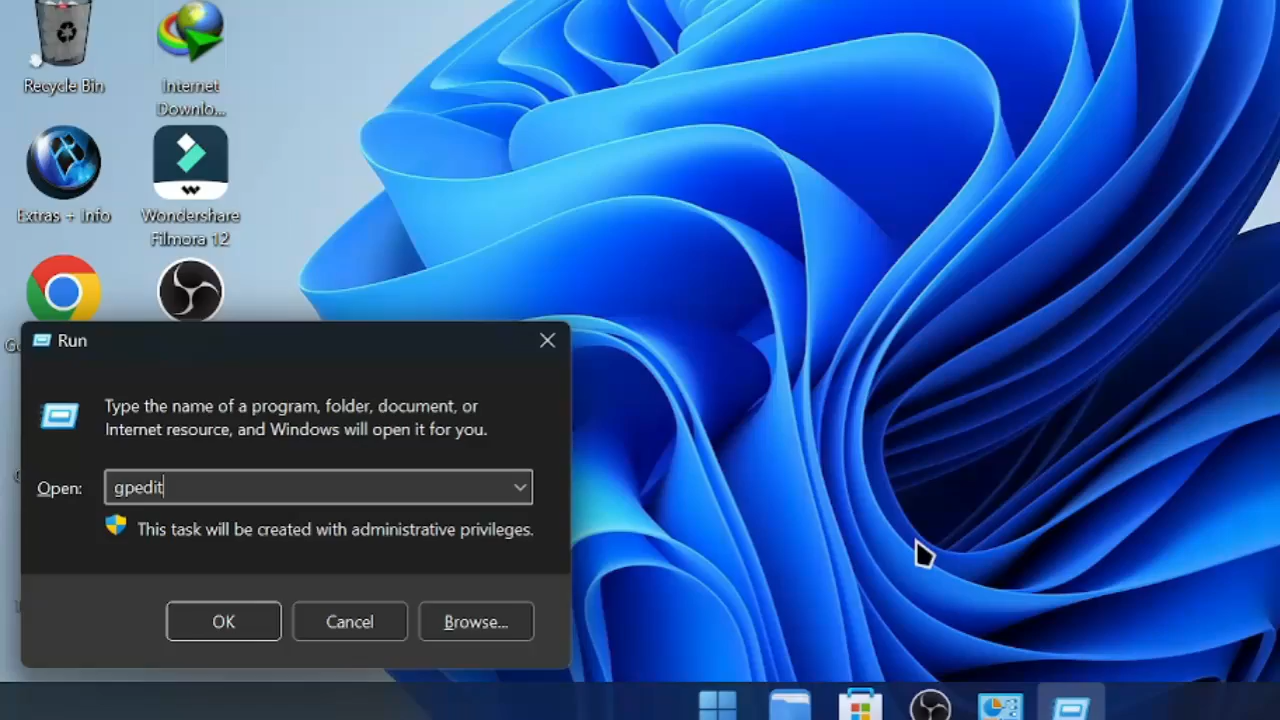 Recycle Bin
Internet
Downlo...
Extras + Info
Wondershare
Filmora 12
Run
Type the name of a program, folder, document, or
Internet resource, and Windows will open it for you.
Open:
gpedit
This task will be created with administrative privileges.
OK
Cancel
Browse...